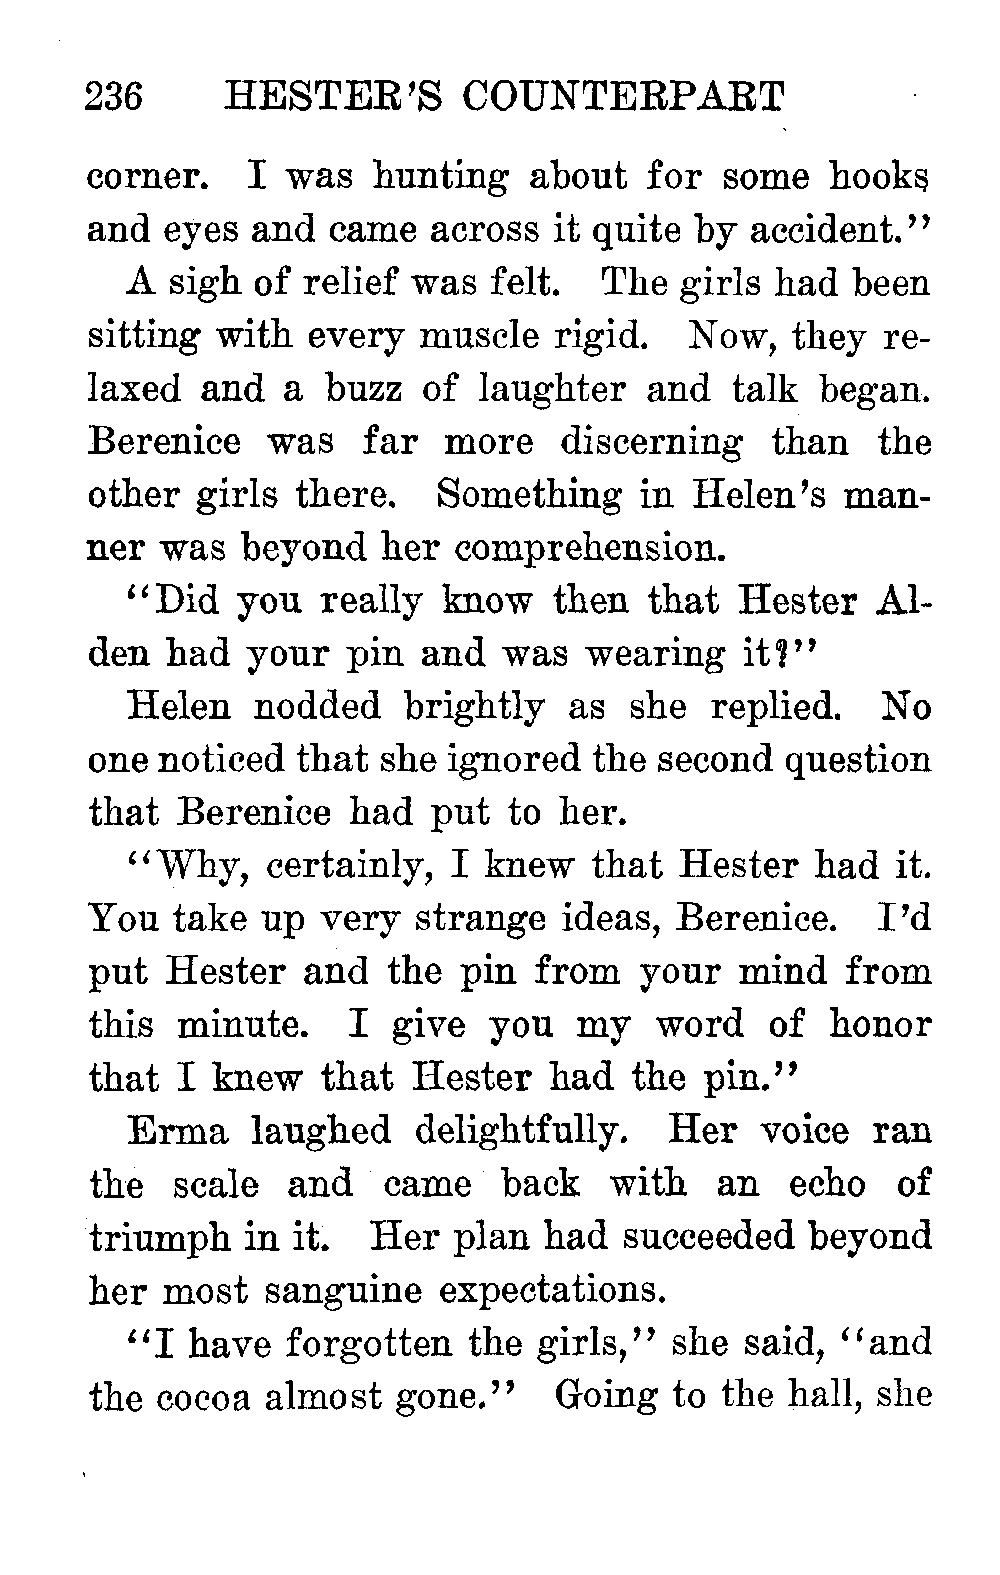 236 HESTER'S COUNTERPART
corner. I was hunting about for some hooks
and eyes and came across it quite by accident."
A sigh of relief was felt. The girls had been
sitting with every muscle rigid. Now, they re-
laxed and a buzz of laughter and talk began.
Berenice was far more discerning than the
other girls there. Something in Helen's man-
ner was beyond her comprehension.
"Did you really know then that Hester Al-
den had your pin and was wearing it?"
Helen nodded brightly as she replied. No
one noticed that she ignored the second question
that Berenice had put to her.
"Why, certainly, I knew that Hester had it.
You take up very strange ideas, Berenice. I'd
put Hester and the pin from your mind from
this minute. I give you my word of honor
that I knew that Hester had the pin."
Erma laughed delightfully. Her voice ran
the scale and came back with an echo of
triumph in it. Her plan had succeeded beyond
her most sanguine expectations.
"I have forgotten the girls," she said, "and
the cocoa almost gone." Going to the hall, she